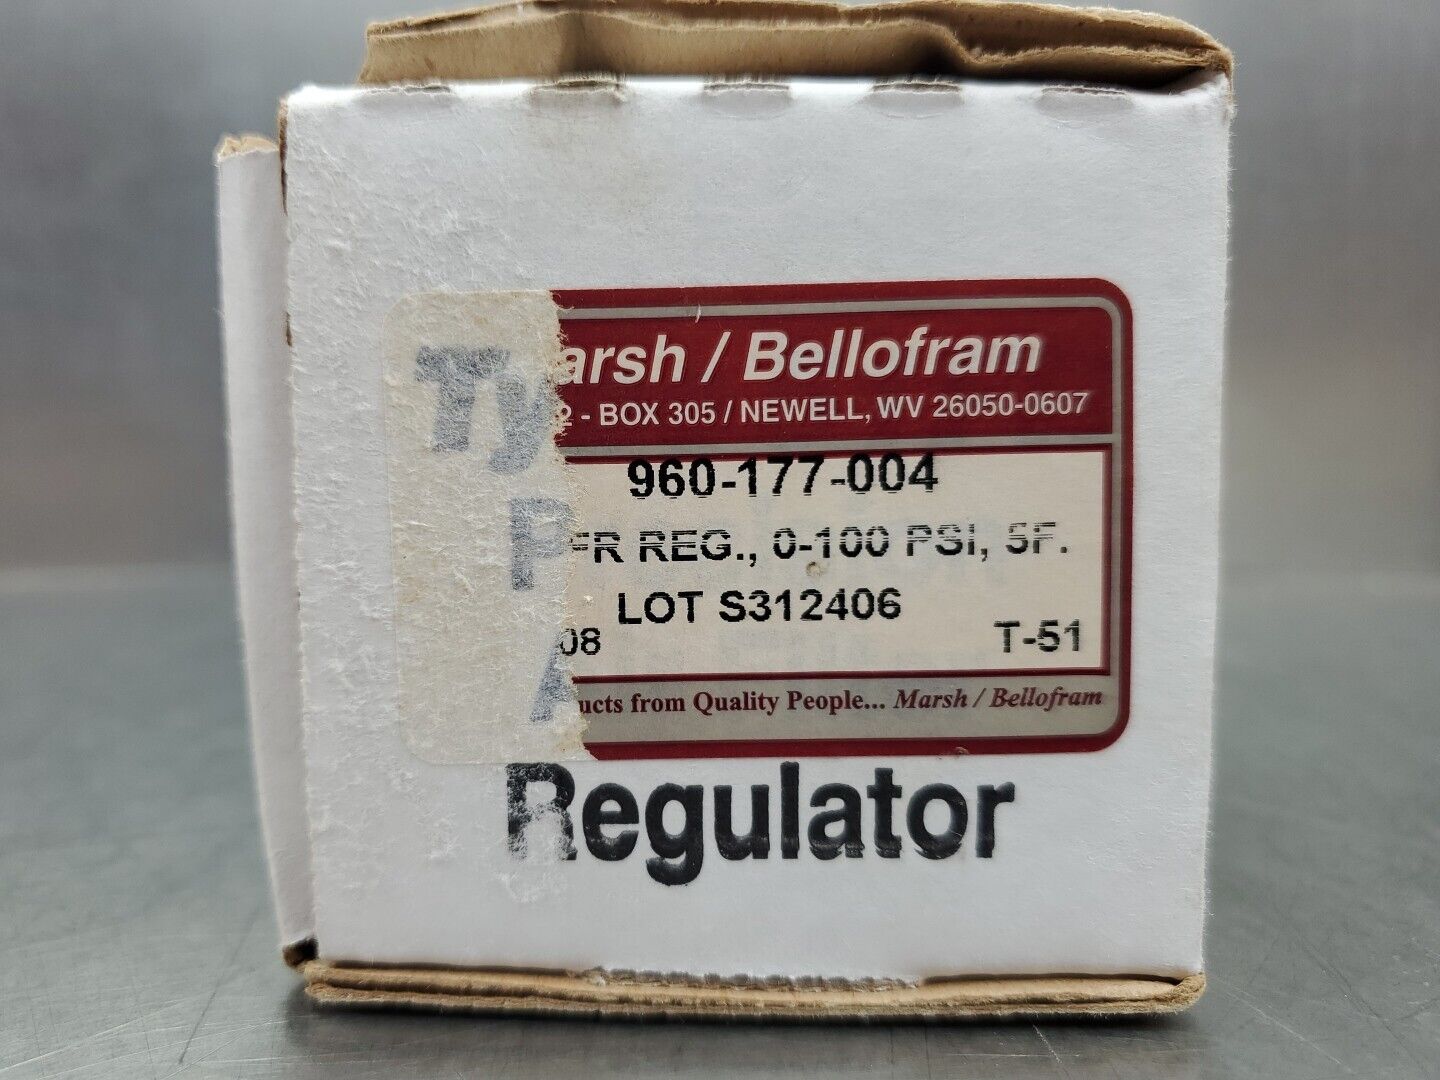 arsh / Bellofram
2 - BOX 305 / NEWELL, WV 26050-0607
Ty
960-177-004
P
FR REG., 0-100 PSI, 5F.
LOT S312406
08 T-51
A
ucts from Quality People... Marsh / Bellofram
Regulator